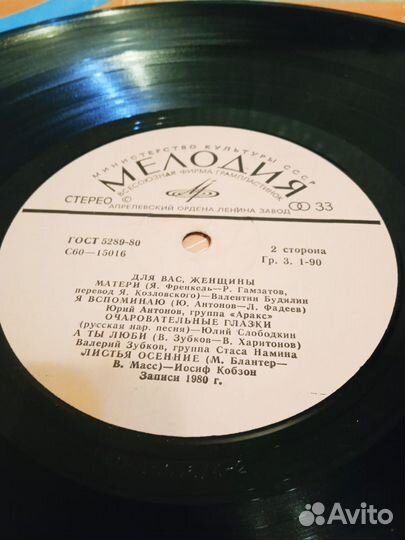 МИНИСТЕРСТВО КУЛЬТУРЫ СССР
МЕЛОДИЯ
ВСЕСОЮЗНАЯ ФИРМА ГРАМПЛАСТИНОК
СТЕРЕО
33
АПРЕЛЕВСКИЙ ОРДЕНА ЛЕНИНА ЗАВОД
ГОСТ 5289-80
2 сторона
С60—15016
Гр. 3. 1-90
ДЛЯ ВАС, ЖЕНЩИНЫ
МАТЕРИ (Я. Френкель—Р. Гамзатов,
перевод Я. Козловского)—Валентин Будилин
Я ВСПОМИНАЮ (Ю. Антонов—Л. Фадеев)
Юрий Антонов, группа "Аракс"
ОЧАРОВАТЕЛЬНЫЕ ГЛАЗКИ
(русская нар. песня)—Юлий Слободкин
А ТЫ ЛЮБИ (В. Зубков—В. Харитонов)
Валерий Зубков, группа Стаса Намина
ЛИСТЬЯ ОСЕННИЕ (М. Блантер—
В. Масс)—Иосиф Кобзон
Записи 1980 г.
Avito